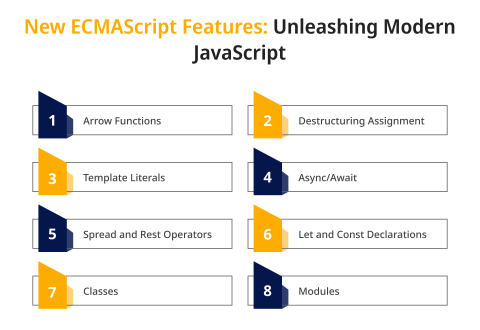 New ECMAScript Features: Unleashing Modern
JavaScript
1 Arrow Functions
2 Destructuring Assignment
3 Template Literals
4 Async/Await
5 Spread and Rest Operators
6 Let and Const Declarations
7 Classes
8 Modules